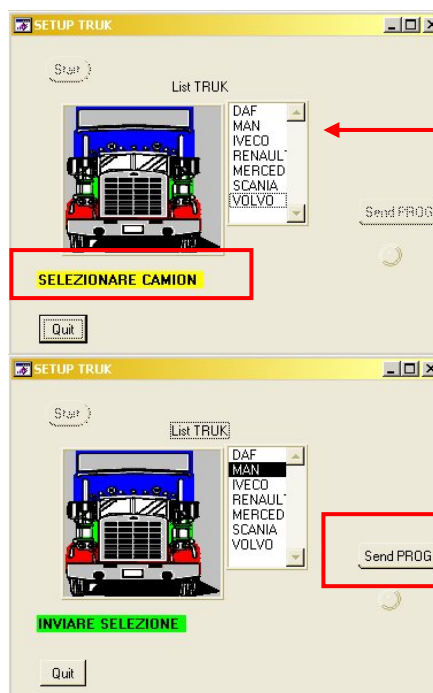 SETUP TRUK
Start
List TRUK
DAF
MAN
IVECO
RENAULT
MERCED
SCANIA
VOLVO
Send PROG
SELEZIONARE CAMION
Quit
SETUP TRUK
Start
List TRUK
DAF
MAN
IVECO
RENAULT
MERCED
SCANIA
VOLVO
Send PROG
INVIARE SELEZIONE
Quit